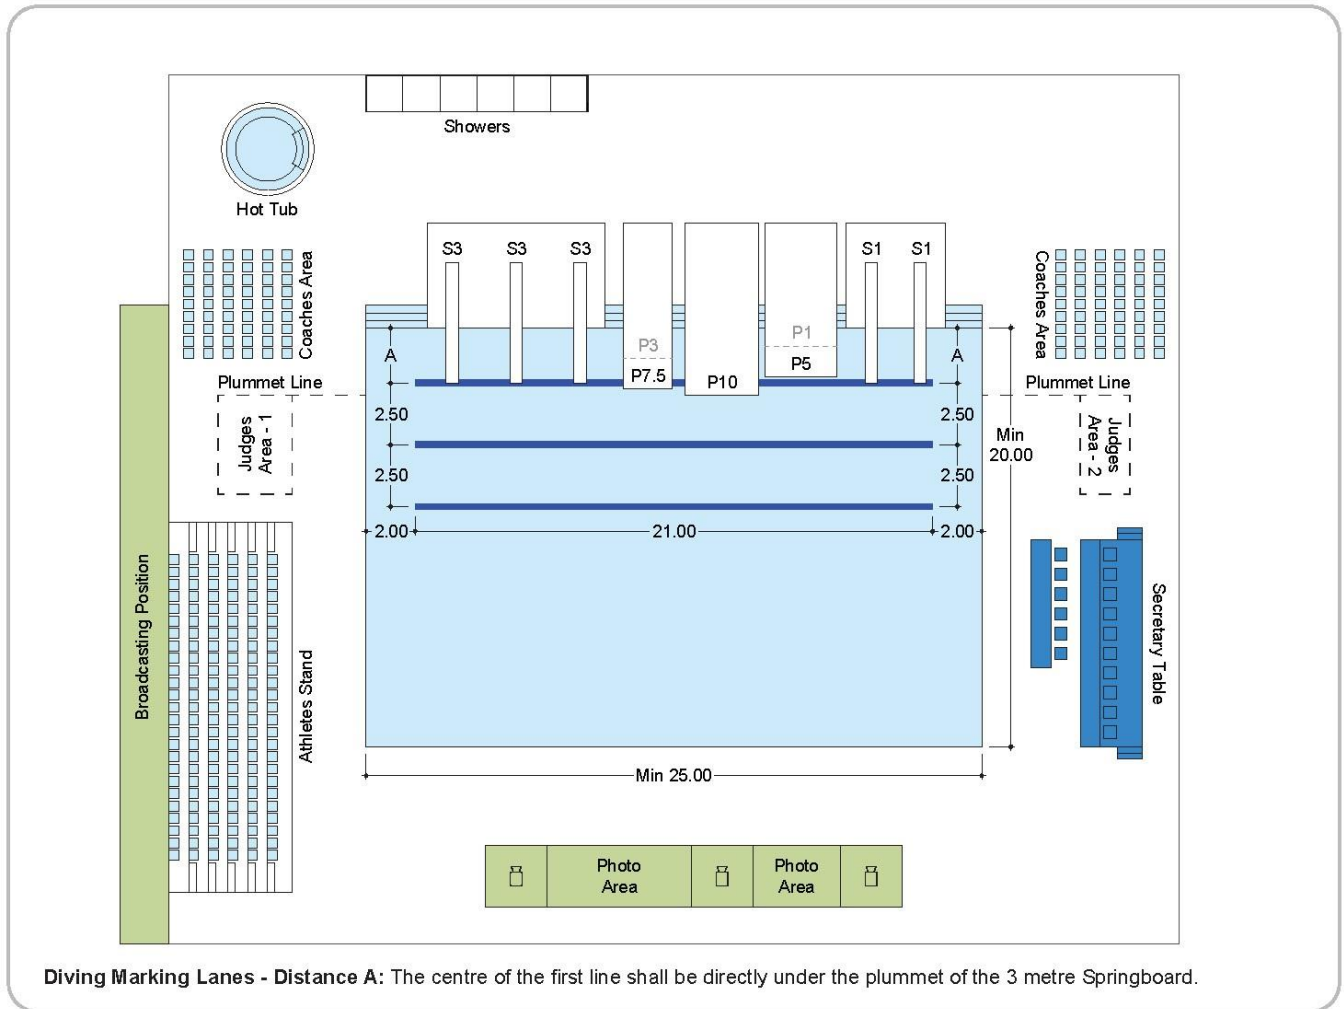 Showers
Hot Tub
S3
S3
S3
S1
S1
Coaches Area
Coaches Area
P3
P7.5
P10
P1
P5
A
A
Plummet Line
Plummet Line
2.50
2.50
Judges
Area - 1
Min
20.00
Judges
Area - 2
2.50
2.50
2.00
21.00
2.00
Broadcasting Position
Athletes Stand
Secretary Table
Min 25.00
Photo
Area
Photo
Area
Diving Marking Lanes - Distance A: The centre of the first line shall be directly under the plummet of the 3 metre Springboard.